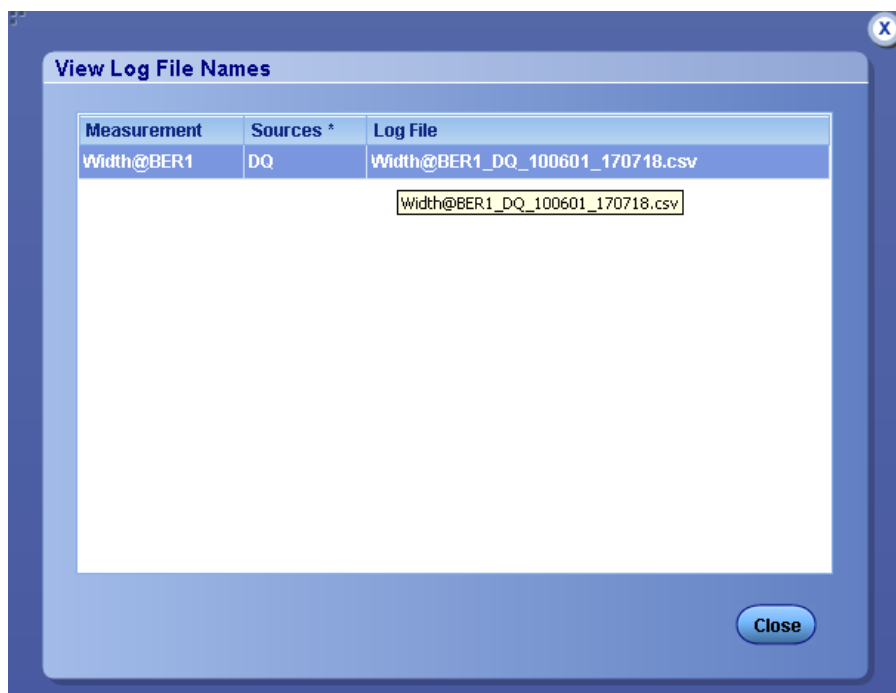 X
View Log File Names
Measurement Sources * Log File
Width@BER1 DQ Width@BER1_DQ_100601_170718.csv
Width@BER1_DQ_100601_170718.csv
Close